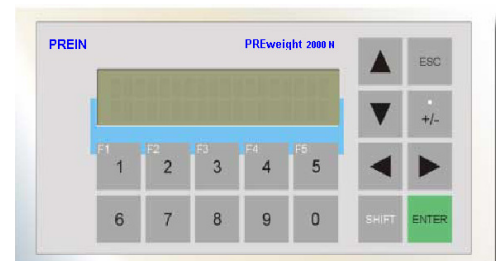 PREIN PREweight 2000 N
ESC
+/-
F1 F2 F3 F4 F5
1 2 3 4 5
6 7 8 9 0 SHIFT ENTER